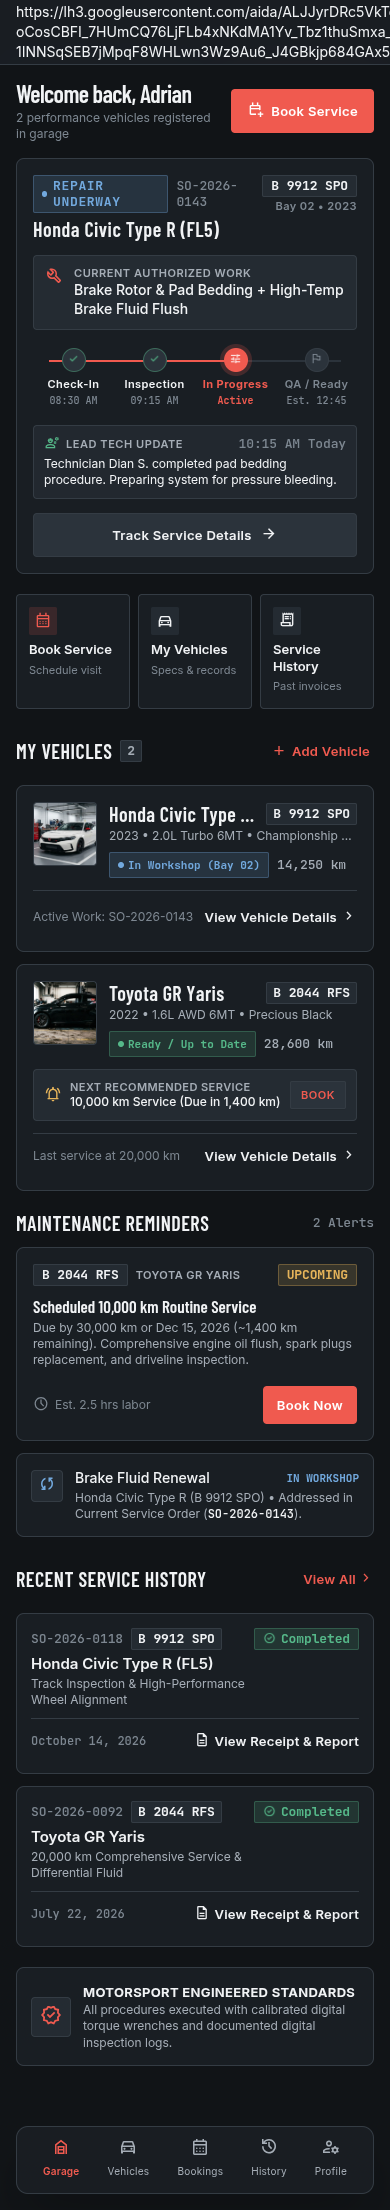 https://lh3.googleusercontent.com/aida/ALJJyrDRc5VkT
oCosCBFI_7HUmCQ76LjFLb4xNKdMA1Yv_Tbz1thuSmxa_
1lNNSqSEB7jMpqF8WHLwn3Wz9Au6_J4GBkjp684GAx5
Welcome back, Adrian
2 performance vehicles registered
in garage
Book Service
REPAIR
UNDERWAY
SO-2026-
0143
B 9912 SPO
Bay 02 • 2023
Honda Civic Type R (FL5)
CURRENT AUTHORIZED WORK
Brake Rotor & Pad Bedding + High-Temp
Brake Fluid Flush
Check-In
Inspection
In Progress
QA / Ready
08:30 AM
09:15 AM
Active
Est. 12:45
LEAD TECH UPDATE
10:15 AM Today
Technician Dian S. completed pad bedding
procedure. Preparing system for pressure bleeding.
Track Service Details
Book Service
Schedule visit
My Vehicles
Specs & records
Service
History
Past invoices
MY VEHICLES
2
Add Vehicle
Honda Civic Type ...
B 9912 SPO
2023 • 2.0L Turbo 6MT • Championship ...
In Workshop (Bay 02)
14,250 km
Active Work: SO-2026-0143
View Vehicle Details
Toyota GR Yaris
B 2044 RFS
2022 • 1.6L AWD 6MT • Precious Black
Ready / Up to Date
28,600 km
NEXT RECOMMENDED SERVICE
10,000 km Service (Due in 1,400 km)
BOOK
Last service at 20,000 km
View Vehicle Details
MAINTENANCE REMINDERS
2 Alerts
B 2044 RFS
TOYOTA GR YARIS
UPCOMING
Scheduled 10,000 km Routine Service
Due by 30,000 km or Dec 15, 2026 (~1,400 km
remaining). Comprehensive engine oil flush, spark plugs
replacement, and driveline inspection.
Est. 2.5 hrs labor
Book Now
Brake Fluid Renewal
IN WORKSHOP
Honda Civic Type R (B 9912 SPO) • Addressed in
Current Service Order (SO-2026-0143).
RECENT SERVICE HISTORY
View All
SO-2026-0118
B 9912 SPO
Completed
Honda Civic Type R (FL5)
Track Inspection & High-Performance
Wheel Alignment
October 14, 2026
View Receipt & Report
SO-2026-0092
B 2044 RFS
Completed
Toyota GR Yaris
20,000 km Comprehensive Service &
Differential Fluid
July 22, 2026
View Receipt & Report
MOTORSPORT ENGINEERED STANDARDS
All procedures executed with calibrated digital
torque wrenches and documented digital
inspection logs.
Garage
Vehicles
Bookings
History
Profile